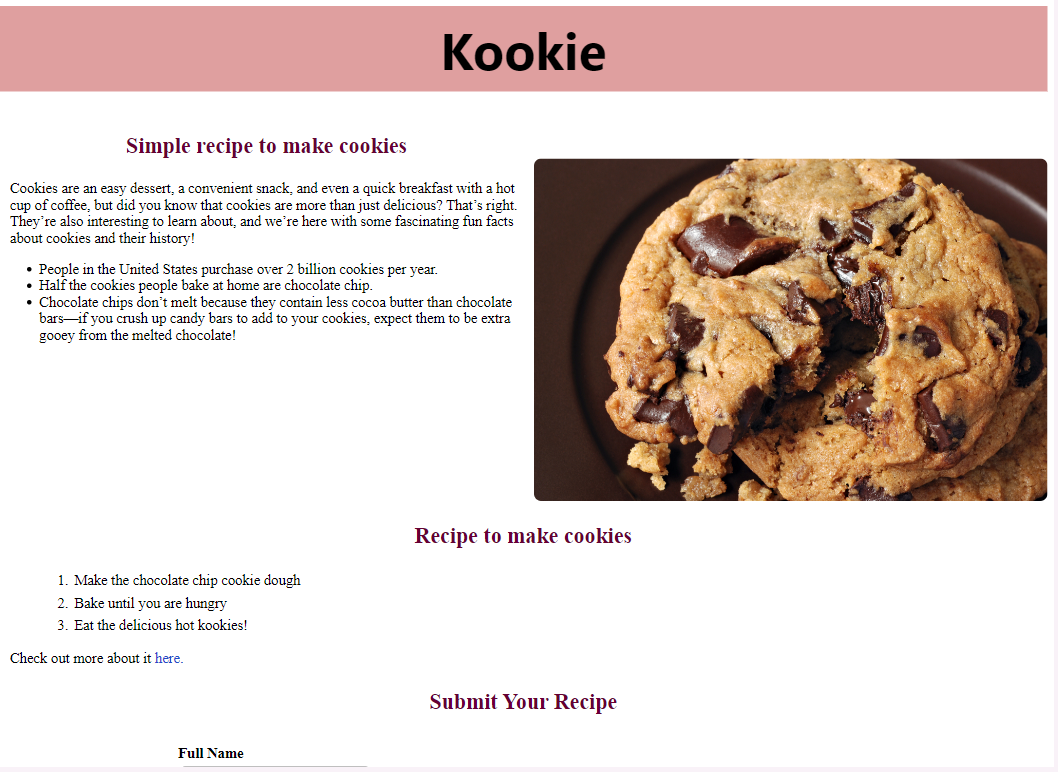 Kookie
Simple recipe to make cookies
Cookies are an easy dessert, a convenient snack, and even a quick breakfast with a hot
cup of coffee, but did you know that cookies are more than just delicious? That’s right.
They’re also interesting to learn about, and we’re here with some fascinating fun facts
about cookies and their history!
• People in the United States purchase over 2 billion cookies per year.
• Half the cookies people bake at home are chocolate chip.
• Chocolate chips don’t melt because they contain less cocoa butter than chocolate
bars—if you crush up candy bars to add to your cookies, expect them to be extra
gooey from the melted chocolate!
Recipe to make cookies
1. Make the chocolate chip cookie dough
2. Bake until you are hungry
3. Eat the delicious hot kookies!
Check out more about it here.
Submit Your Recipe
Full Name